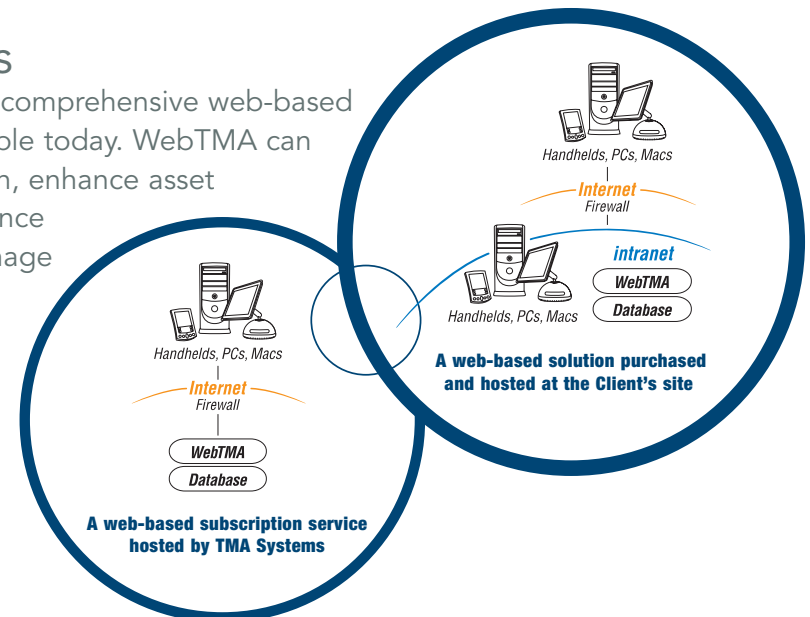 s
comprehensive web-based
ble today. WebTMA can
n, enhance asset
nce
nage
Handhelds, PCs, Macs
Internet
Firewall
WebTMA
Database
A web-based subscription service
hosted by TMA Systems
Handhelds, PCs, Macs
Internet
Firewall
intranet
Handhelds, PCs, Macs
WebTMA
Database
A web-based solution purchased
and hosted at the Client's site